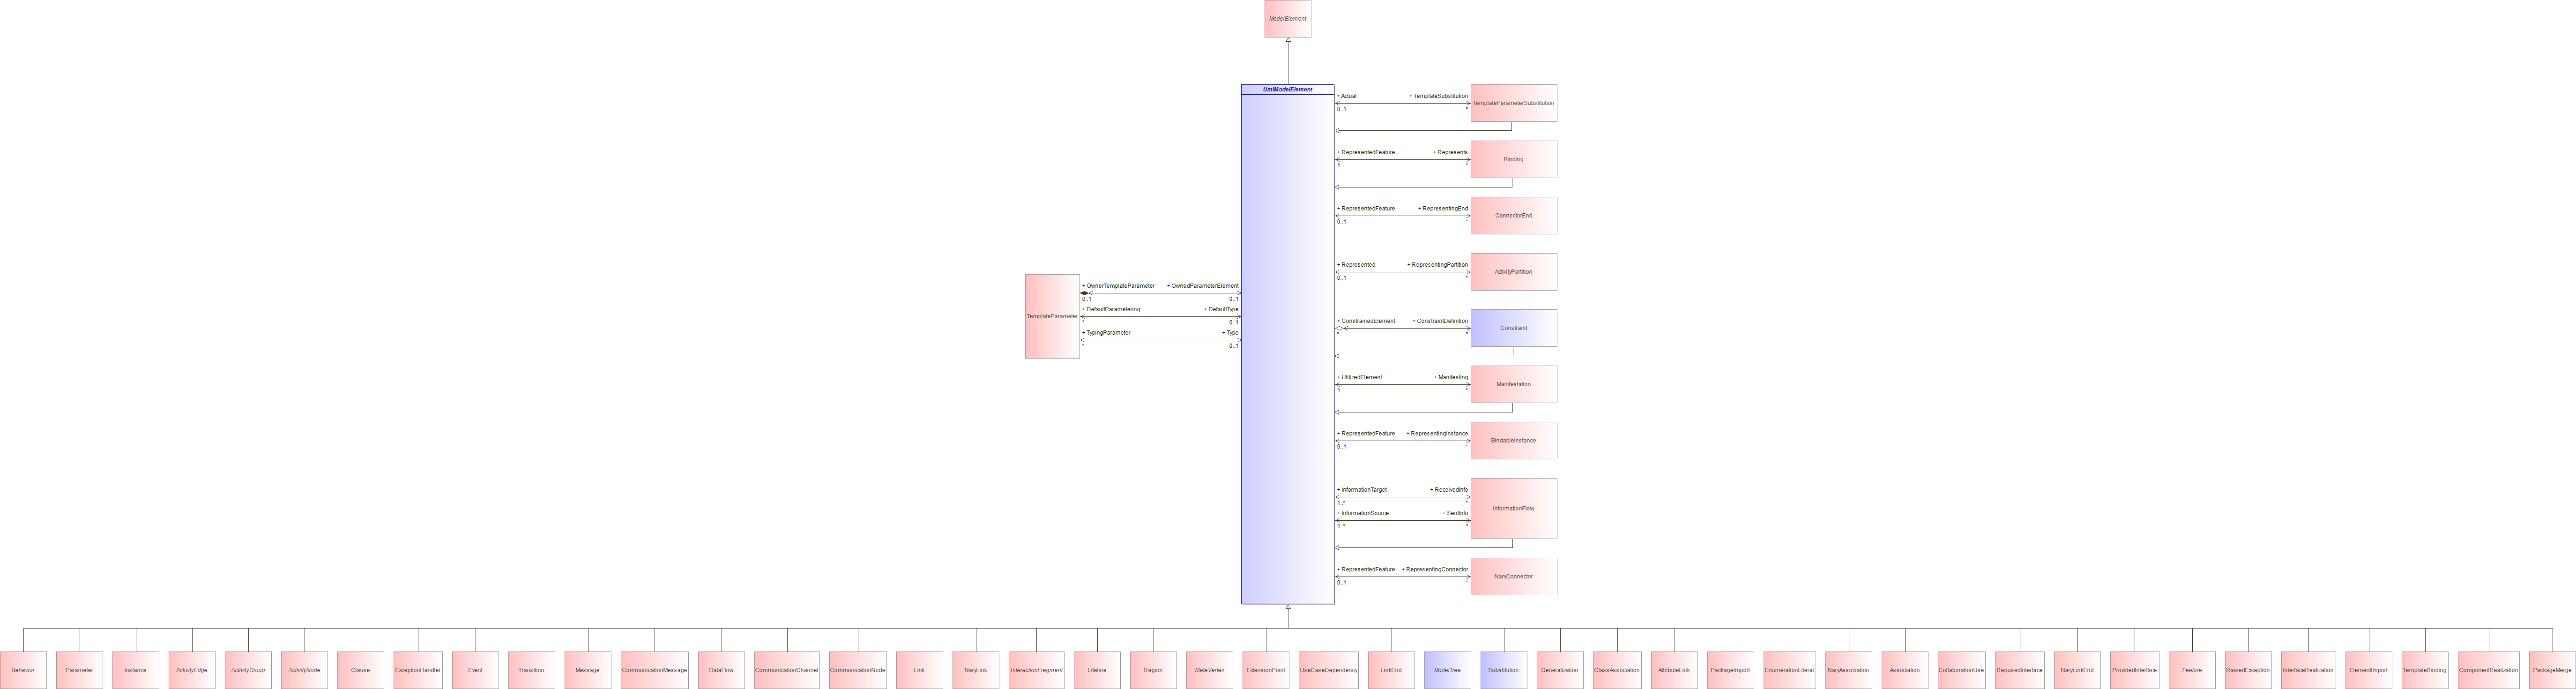 ModelElement
UmlModelElement
+ Actual
+ TemplateSubstitution
0..1
*
TemplateParameterSubstitution
+ RepresentedFeature
+ Represents
1
*
Binding
+ RepresentedFeature
+ RepresentingEnd
0..1
*
ConnectorEnd
+ Represented
+ RepresentingPartition
0..1
*
ActivityPartition
TemplateParameter
+ OwnerTemplateParameter
+ OwnedParameterElement
0..1
0..1
+ DefaultParametering
+ DefaultType
*
0..1
+ TypingParameter
+ Type
*
0..1
+ ConstrainedElement
+ ConstraintDefinition
*
*
Constraint
+ UtilizedElement
+ Manifesting
1
*
Manifestation
+ RepresentedFeature
+ RepresentingInstance
0..1
*
BindableInstance
+ InformationTarget
+ ReceivedInfo
1..*
*
+ InformationSource
+ SentInfo
1..*
*
InformationFlow
+ RepresentedFeature
+ RepresentingConnector
0..1
*
NaryConnector
Behavior
Parameter
Instance
ActivityEdge
ActivityGroup
ActivityNode
Clause
ExceptionHandler
Event
Transition
Message
CommunicationMessage
DataFlow
CommunicationChannel
CommunicationNode
Link
NaryLink
InteractionFragment
Lifeline
Region
StateVertex
ExtensionPoint
UseCaseDependency
LinkEnd
ModelTree
Substitution
Generalization
ClassAssociation
AttributeLink
PackageImport
EnumerationLiteral
NaryAssociation
Association
CollaborationUse
RequiredInterface
NaryLinkEnd
ProvidedInterface
Feature
RaisedException
InterfaceRealization
ElementImport
TemplateBinding
ComponentRealization
PackageMerge